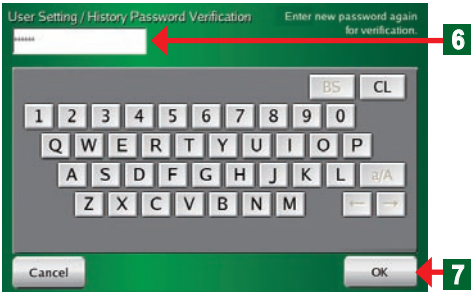 User Setting / History Password Verification
Enter new password again
for verification.
******
6
BS CL
1 2 3 4 5 6 7 8 9 0
Q W E R T Y U I O P
A S D F G H J K L a/A
Z X C V B N M ← →
Cancel OK
7